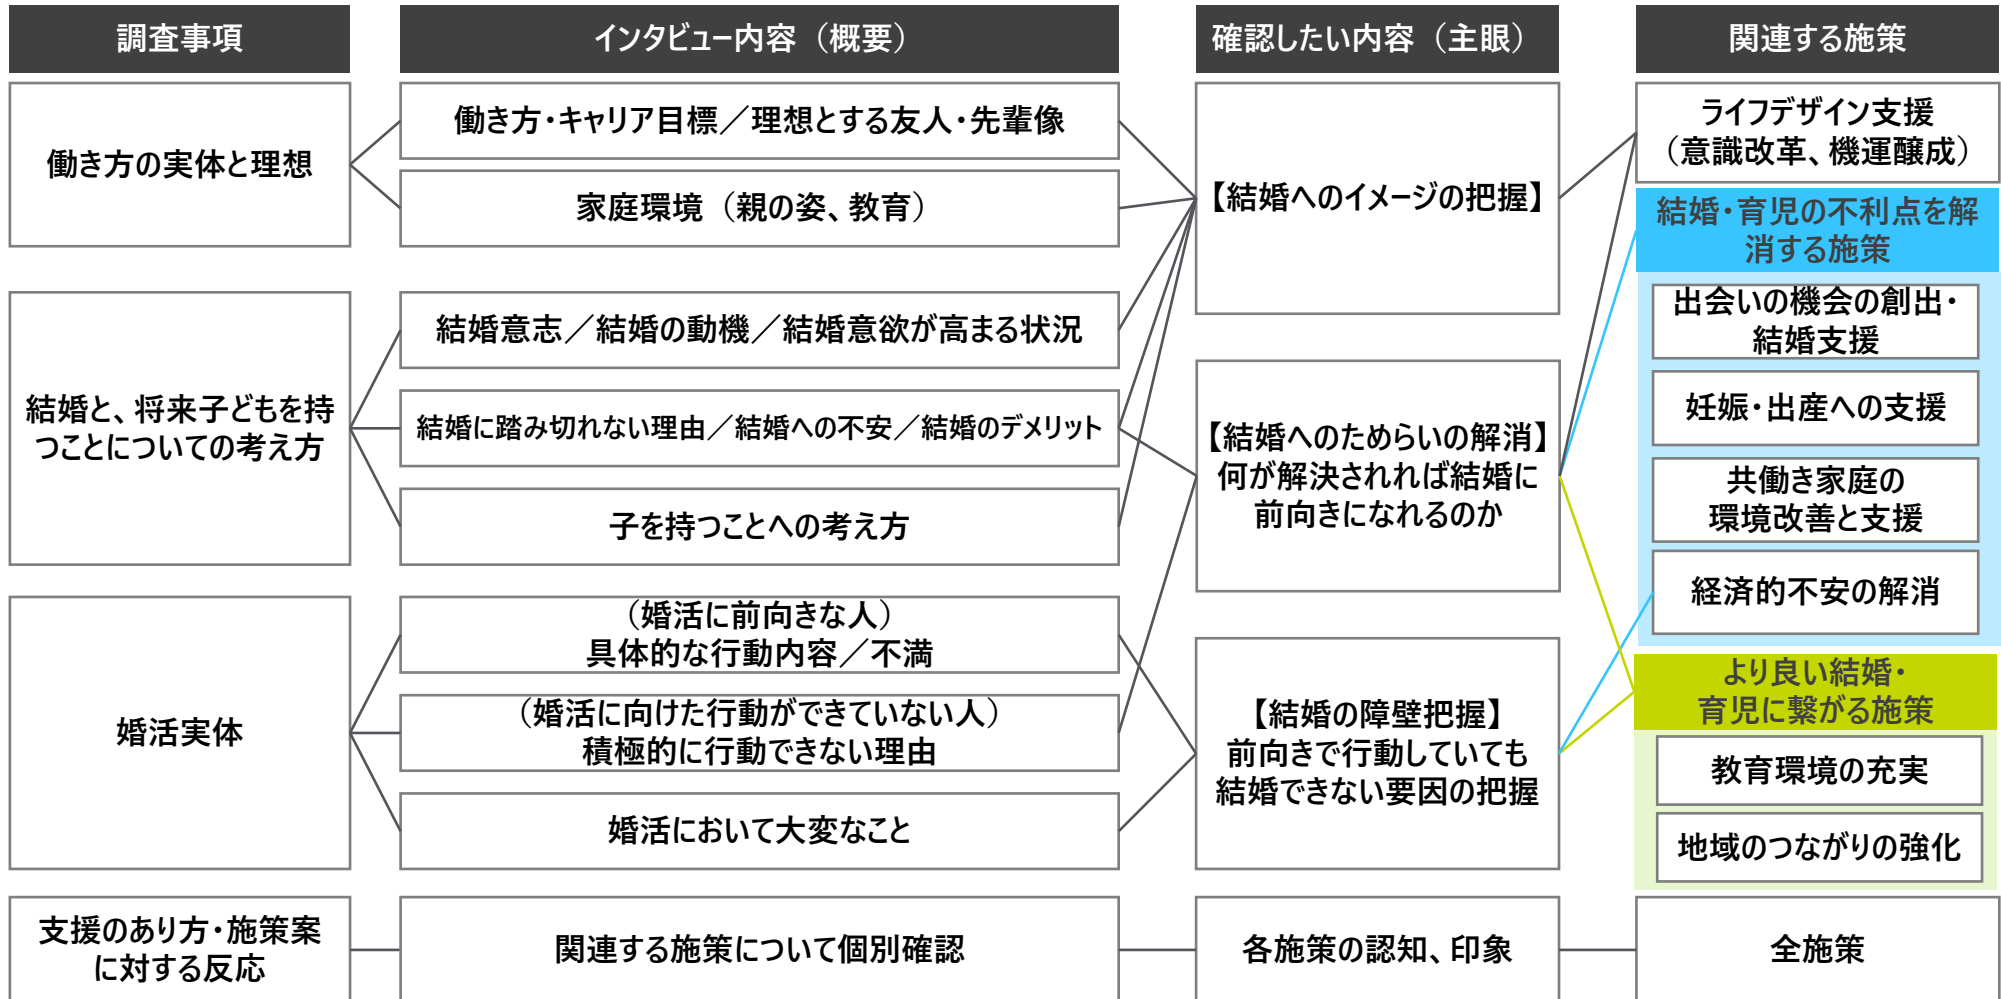 調査事項
インタビュー内容（概要）
確認したい内容（主眼）
関連する施策
働き方の実体と理想
働き方・キャリア目標／理想とする友人・先輩像
家庭環境（親の姿、教育）
【結婚へのイメージの把握】
ライフデザイン支援
（意識改革、機運醸成）
結婚・育児の不利点を解
消する施策
出会いの機会の創出・
結婚支援
妊娠・出産への支援
共働き家庭の
環境改善と支援
経済的不安の解消
結婚と、将来子どもを持
つことについての考え方
結婚意志／結婚の動機／結婚意欲が高まる状況
結婚に踏み切れない理由／結婚への不安／結婚のデメリット
子を持つことへの考え方
【結婚へのためらいの解消】
何が解決されれば結婚に
前向きになれるのか
婚活実体
（婚活に前向きな人）
具体的な行動内容／不満
（婚活に向けた行動ができていない人）
積極的に行動できない理由
婚活において大変なこと
【結婚の障壁把握】
前向きで行動していても
結婚できない要因の把握
より良い結婚・
育児に繋がる施策
教育環境の充実
地域のつながりの強化
支援のあり方・施策案
に対する反応
関連する施策について個別確認
各施策の認知、印象
全施策